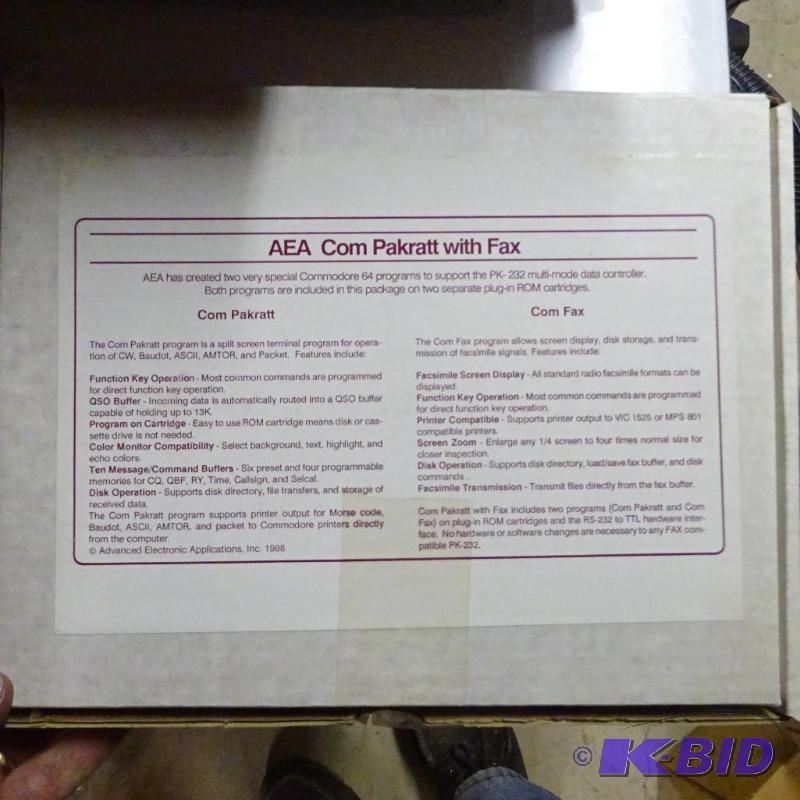 AEA Com Pakratt with Fax
AEA has created two very special Commodore 64 programs to support the PK- 232 multi-mode data controller.
Both programs are included in this package on two separate plug-in ROM cartridges.
Com Pakratt
The Com Pakratt program is a split screen terminal program for opera-
tion of CW, Baudot, ASCII, AMTOR, and Packet. Features include:
Function Key Operation - Most common commands are programmed
for direct function key operation.
QSO Buffer - Incoming data is automatically routed into a QSO buffer
capable of holding up to 13K.
Program on Cartridge - Easy to use ROM cartridge means disk or cas-
sette drive is not needed.
Color Monitor Compatibility - Select background, text, highlight, and
echo colors.
Ten Message/Command Buffers - Six preset and four programmable
memories for CQ, QBF, RY, Time, Callsign, and Selcal.
Disk Operation - Supports disk directory, file transfers, and storage of
received data.
The Com Pakratt program supports printer output for Morse code,
Baudot, ASCII, AMTOR, and packet to Commodore printers directly
from the computer.
© Advanced Electronic Applications, Inc. 1988
Com Fax
The Com Fax program allows screen display, disk storage, and trans-
mission of facsimile signals. Features include:
Facsimile Screen Display - All standard radio facsimile formats can be
displayed.
Function Key Operation - Most common commands are programmed
for direct function key operation.
Printer Compatible - Supports printer output to VIC 1525 or MPS 801
compatible printers.
Screen Zoom - Enlarge any 1/4 screen to four times normal size for
closer inspection.
Disk Operation - Supports disk directory, load/save fax buffer, and disk
commands .
Facsimile Transmission - Transmit files directly from the fax buffer.
Com Pakratt with Fax includes two programs (Com Pakratt and Com
Fax) on plug-in ROM cartridges and the RS-232 to TTL hardware inter-
face. No hardware or software changes are necessary to any FAX com-
patible PK-232.
© K-BID